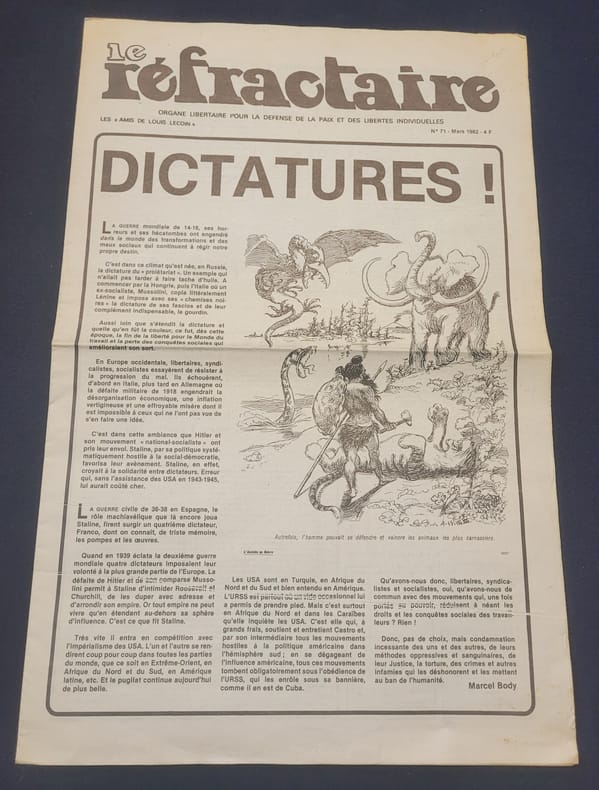 le
réfractaire
ORGANE LIBERTAIRE POUR LA DEFENSE DE LA PAIX ET DES LIBERTES INDIVIDUELLES
LES « AMIS DE LOUIS LECOIN »
N° 71 - Mars 1982 - 4 F
DICTATURES !
LA GUERRE mondiale de 14-18, ses hor-
reurs et ses hécatombes ont engendré
dans le monde des transformations et des
maux sociaux qui continuent à régir notre
propre destin.
C'est dans ce climat qu'est née, en Russie,
la dictature du « prolétariat ». Un exemple qui
n'allait pas tarder à faire tache d'huile. A
commencer par la Hongrie, puis l'Italie où un
ex-socialiste, Mussolini, copia littéralement
Lénine et imposa avec ses « chemises noi-
res » la dictature de ses fascios et de leur
complément indispensable, le gourdin.
Aussi loin que s'étendît la dictature et
quelle qu'en fût la couleur, ce fut, dès cette
époque, la fin de la liberté pour le Monde du
travail et la perte des conquêtes sociales qui
amélioraient son sort.
En Europe occidentale, libertaires, syndi-
calistes, socialistes essayèrent de résister à
la progression du mal. Ils échouèrent,
d'abord en Italie, plus tard en Allemagne où
la défaite militaire de 1918 engendrait la
désorganisation économique, une inflation
vertigineuse et une effroyable misère dont il
est impossible à ceux qui ne l'ont pas vue de
s'en faire une idée.
C'est dans cette ambiance que Hitler et
son mouvement « national-socialiste » ont
pris leur envol. Staline, par sa politique systé-
matiquement hostile à la social-démocratie,
favorisa leur avènement. Staline, en effet,
croyait à la solidarité entre dictateurs. Erreur
qui, sans l'assistance des USA en 1943-1945,
lui aurait coûté cher.
LA GUERRE civile de 36-38 en Espagne, le
rôle machiavélique que là encore joua
Staline, firent surgir un quatrième dictateur,
Franco, dont on connaît, de triste mémoire,
les pompes et les œuvres.
Quand en 1939 éclata la deuxième guerre
mondiale quatre dictateurs imposaient leur
volonté à la plus grande partie de l'Europe. La
défaite de Hitler et de son comparse Musso-
lini permit à Staline d'intimider Roosevelt et
Churchill, de les duper avec adresse et
d'arrondir son empire. Or tout empire ne peut
vivre qu'en étendant au-dehors sa sphère
d'influence. C'est ce que fit Staline.
Très vite il entra en compétition avec
l'impérialisme des USA. L'un et l'autre se ren-
dirent coup pour coup dans toutes les parties
du monde, que ce soit en Extrême-Orient, en
Afrique du Nord et du Sud, en Amérique
latine, etc. Et le pugilat continue aujourd'hui
de plus belle.
Autrefois, l'homme pouvait se défendre et vaincre les animaux les plus carnassiers.
Les USA sont en Turquie, en Afrique du
Nord et du Sud et bien entendu en Amérique.
L'URSS est partout où un vide occasionnel lui
a permis de prendre pied. Mais c'est surtout
en Afrique du Nord et dans les Caraïbes
qu'elle inquiète les USA. C'est elle qui, à
grands frais, soutient et entretient Castro et,
par son intermédiaire tous les mouvements
hostiles à la politique américaine dans
l'hémisphère sud ; en se dégageant de
l'influence américaine, tous ces mouvements
tombent obligatoirement sous l'obédience de
l'URSS, qui les enrôle sous sa bannière,
comme il en est de Cuba.
Qu'avons-nous donc, libertaires, syndica-
listes et socialistes, oui, qu'avons-nous de
commun avec des mouvements qui, une fois
portés au pouvoir, réduisent à néant les
droits et les conquêtes sociales des travail-
leurs ? Rien !
Donc, pas de choix, mais condamnation
incessante des uns et des autres, de leurs
méthodes oppressives et sanguinaires, de
leur Justice, la torture, des crimes et autres
infamies qui les déshonorent et les mettent
au ban de l'humanité.
Marcel Body